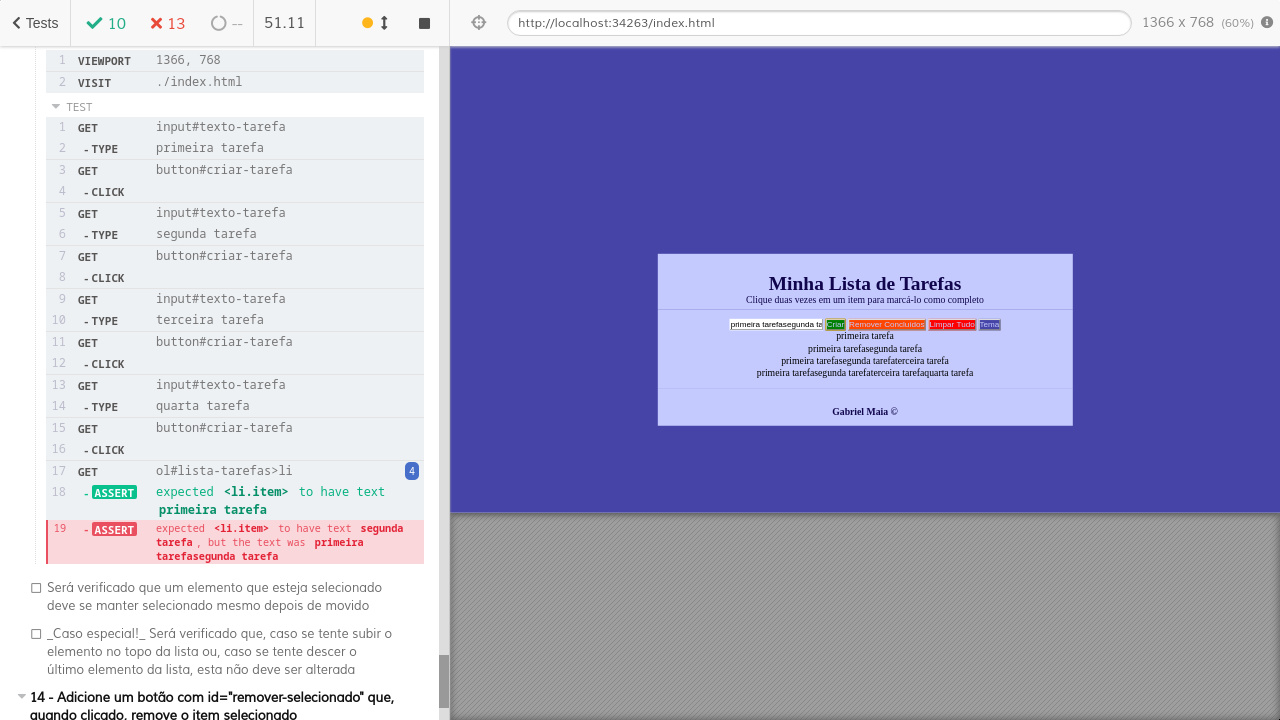 Tests 10 13 -- 51.11 http://localhost:34263/index.html 1366 x 768 (60%)
1 VIEWPORT 1366, 768
2 VISIT ./index.html
TEST
1 GET input#texto-tarefa
2 -TYPE primeira tarefa
3 GET button#criar-tarefa
4 -CLICK
5 GET input#texto-tarefa
6 -TYPE segunda tarefa
7 GET button#criar-tarefa
8 -CLICK
9 GET input#texto-tarefa
10 -TYPE terceira tarefa
11 GET button#criar-tarefa
12 -CLICK
13 GET input#texto-tarefa
14 -TYPE quarta tarefa
15 GET button#criar-tarefa
16 -CLICK
17 GET ol#lista-tarefas>li 4
18 -ASSERT expected <li.item> to have text
primeira tarefa
19 -ASSERT expected <li.item> to have text segunda
tarefa , but the text was primeira
tarefasegunda tarefa
Será verificado que um elemento que esteja selecionado
deve se manter selecionado mesmo depois de movido
_Caso especial!_ Será verificado que, caso se tente subir o
elemento no topo da lista ou, caso se tente descer o
último elemento da lista, esta não deve ser alterada
14 - Adicione um botão com id="remover-selecionado" que,
quando clicado, remove o item selecionado
Minha Lista de Tarefas
Clique duas vezes em um item para marcá-lo como completo
primeira tarefasegunda te Criar Remover Concluidos Limpar Tudo Tema
primeira tarefa
primeira tarefasegunda tarefa
primeira tarefasegunda tarefaterceira tarefa
primeira tarefasegunda tarefaterceira tarefaquarta tarefa
Gabriel Maia ©